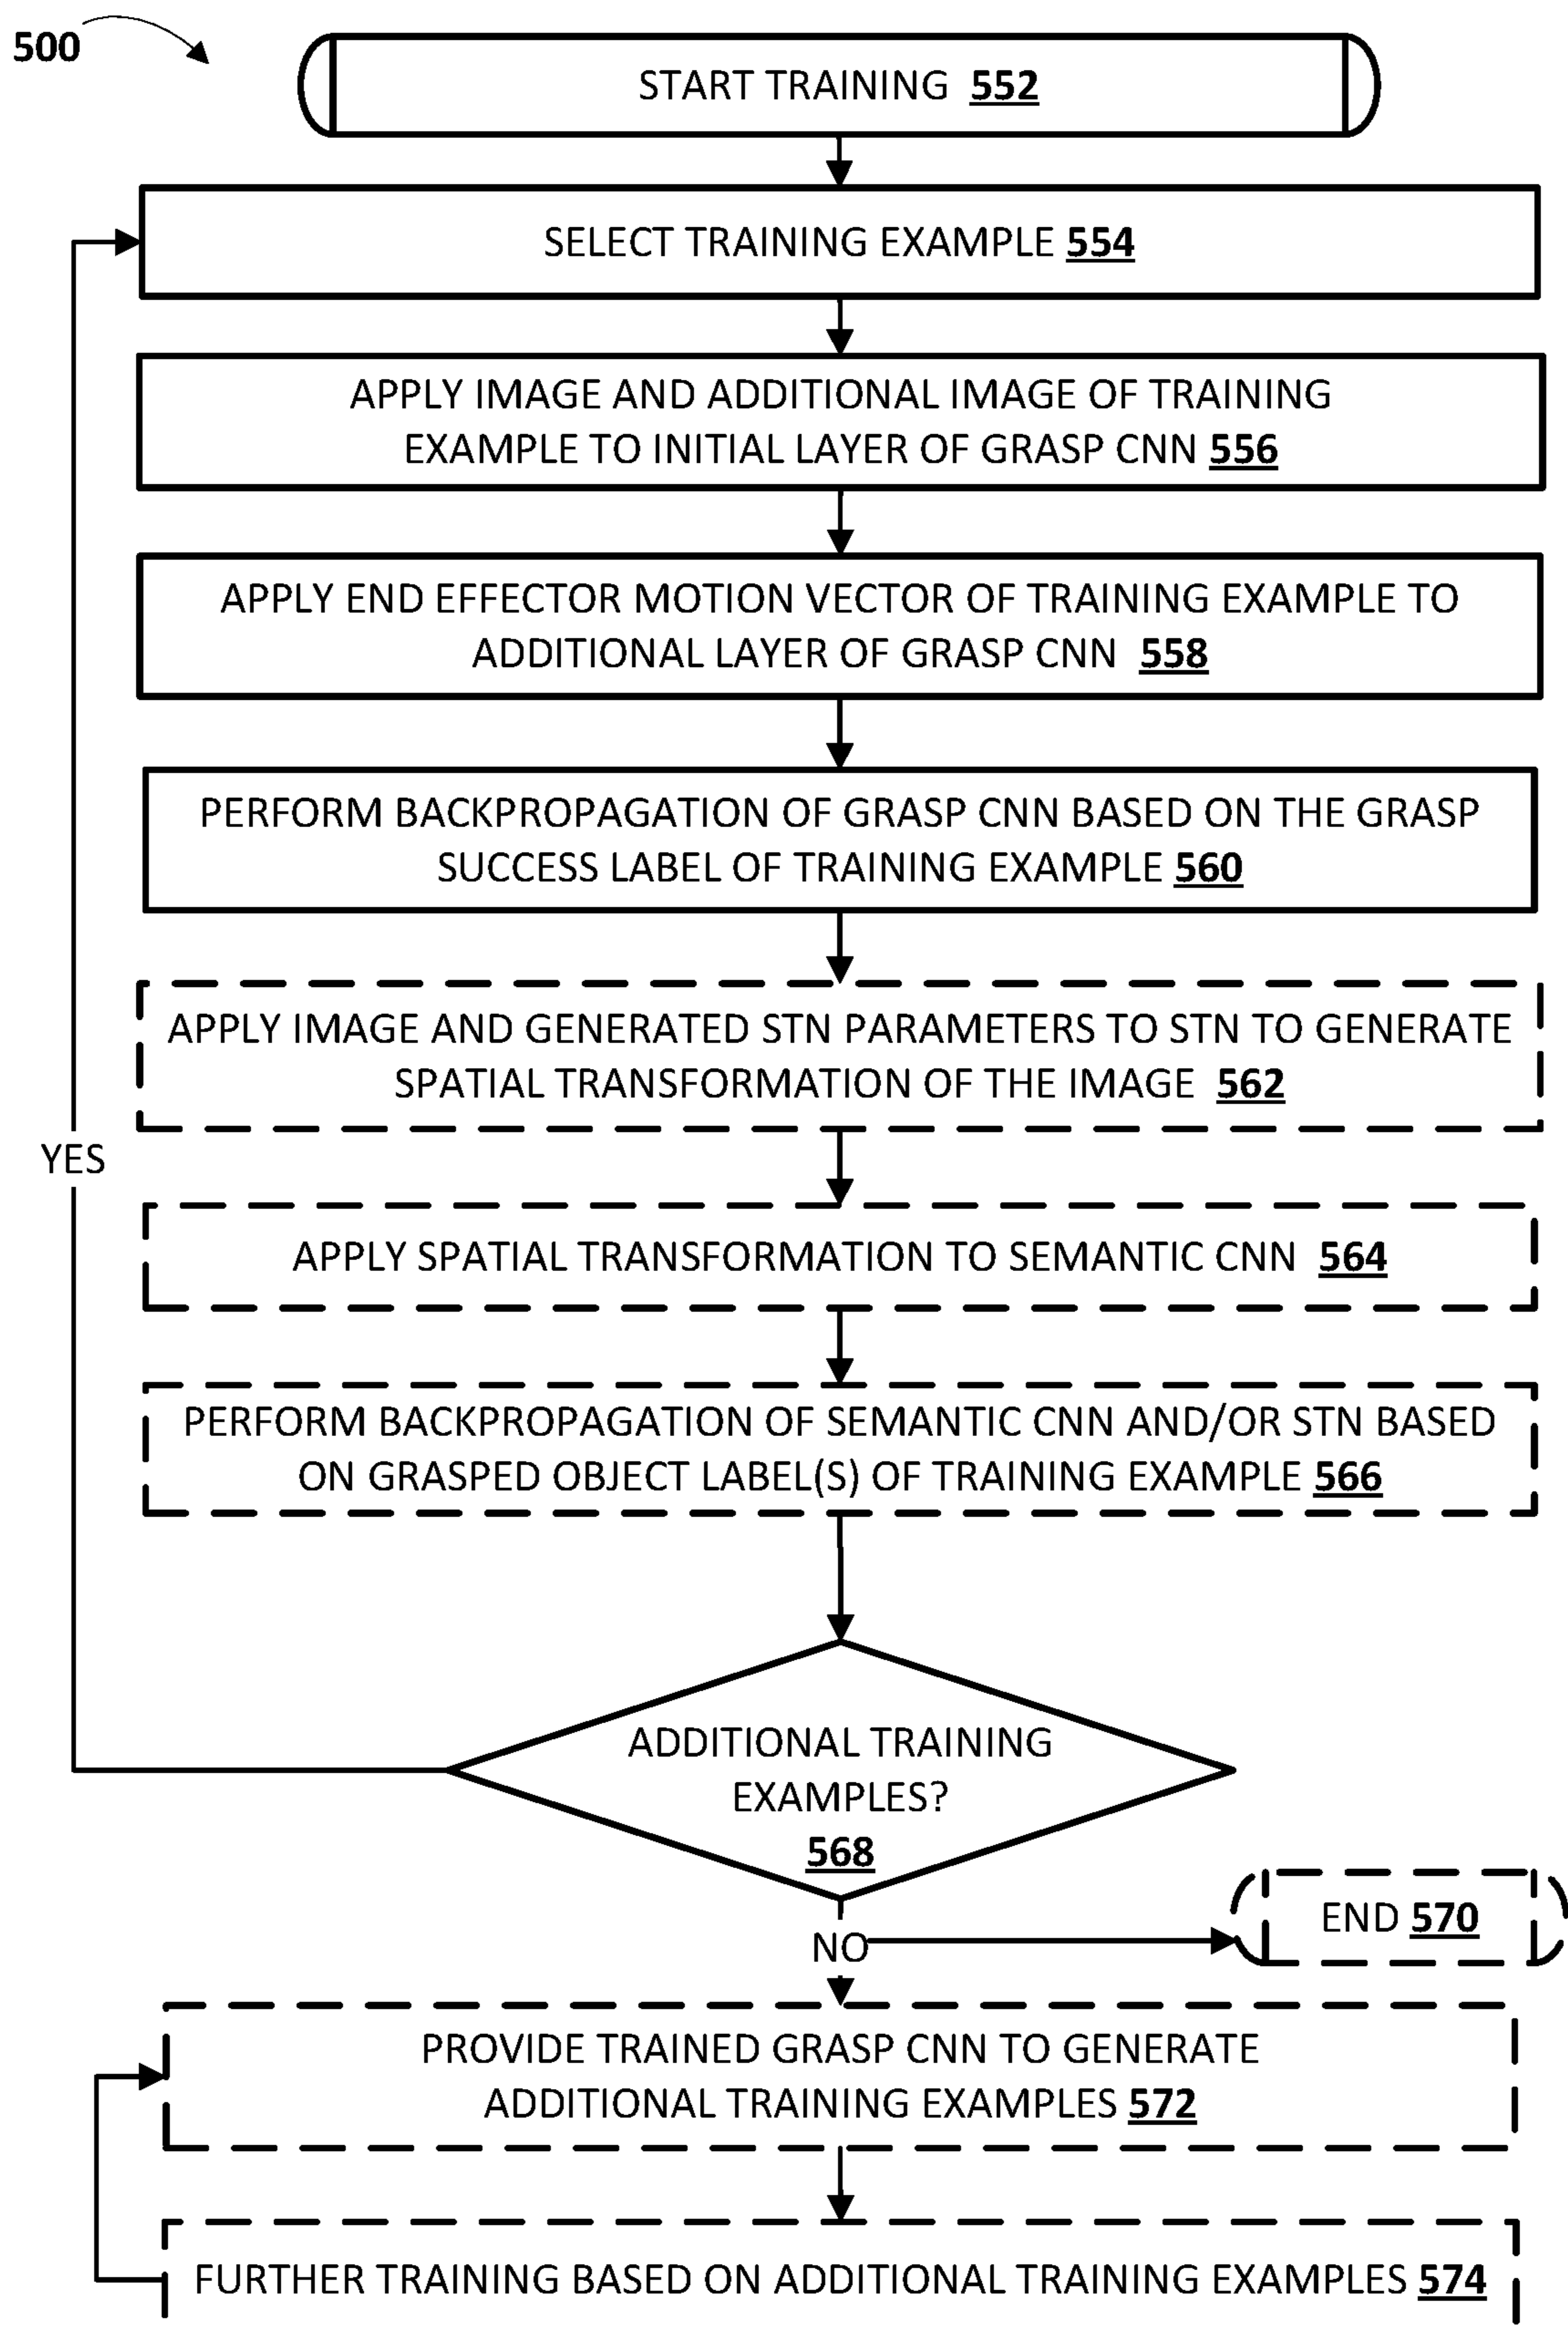 500
START TRAINING 552
SELECT TRAINING EXAMPLE 554
APPLY IMAGE AND ADDITIONAL IMAGE OF TRAINING
EXAMPLE TO INITIAL LAYER OF GRASP CNN 556
APPLY END EFFECTOR MOTION VECTOR OF TRAINING EXAMPLE TO
ADDITIONAL LAYER OF GRASP CNN 558
PERFORM BACKPROPAGATION OF GRASP CNN BASED ON THE GRASP
SUCCESS LABEL OF TRAINING EXAMPLE 560
APPLY IMAGE AND GENERATED STN PARAMETERS TO STN TO GENERATE
SPATIAL TRANSFORMATION OF THE IMAGE 562
YES
APPLY SPATIAL TRANSFORMATION TO SEMANTIC CNN 564
PERFORM BACKPROPAGATION OF SEMANTIC CNN AND/OR STN BASED
ON GRASPED OBJECT LABEL(S) OF TRAINING EXAMPLE 566
ADDITIONAL TRAINING
EXAMPLES?
568
END 570
NO
PROVIDE TRAINED GRASP CNN TO GENERATE
ADDITIONAL TRAINING EXAMPLES 572
FURTHER TRAINING BASED ON ADDITIONAL TRAINING EXAMPLES 574